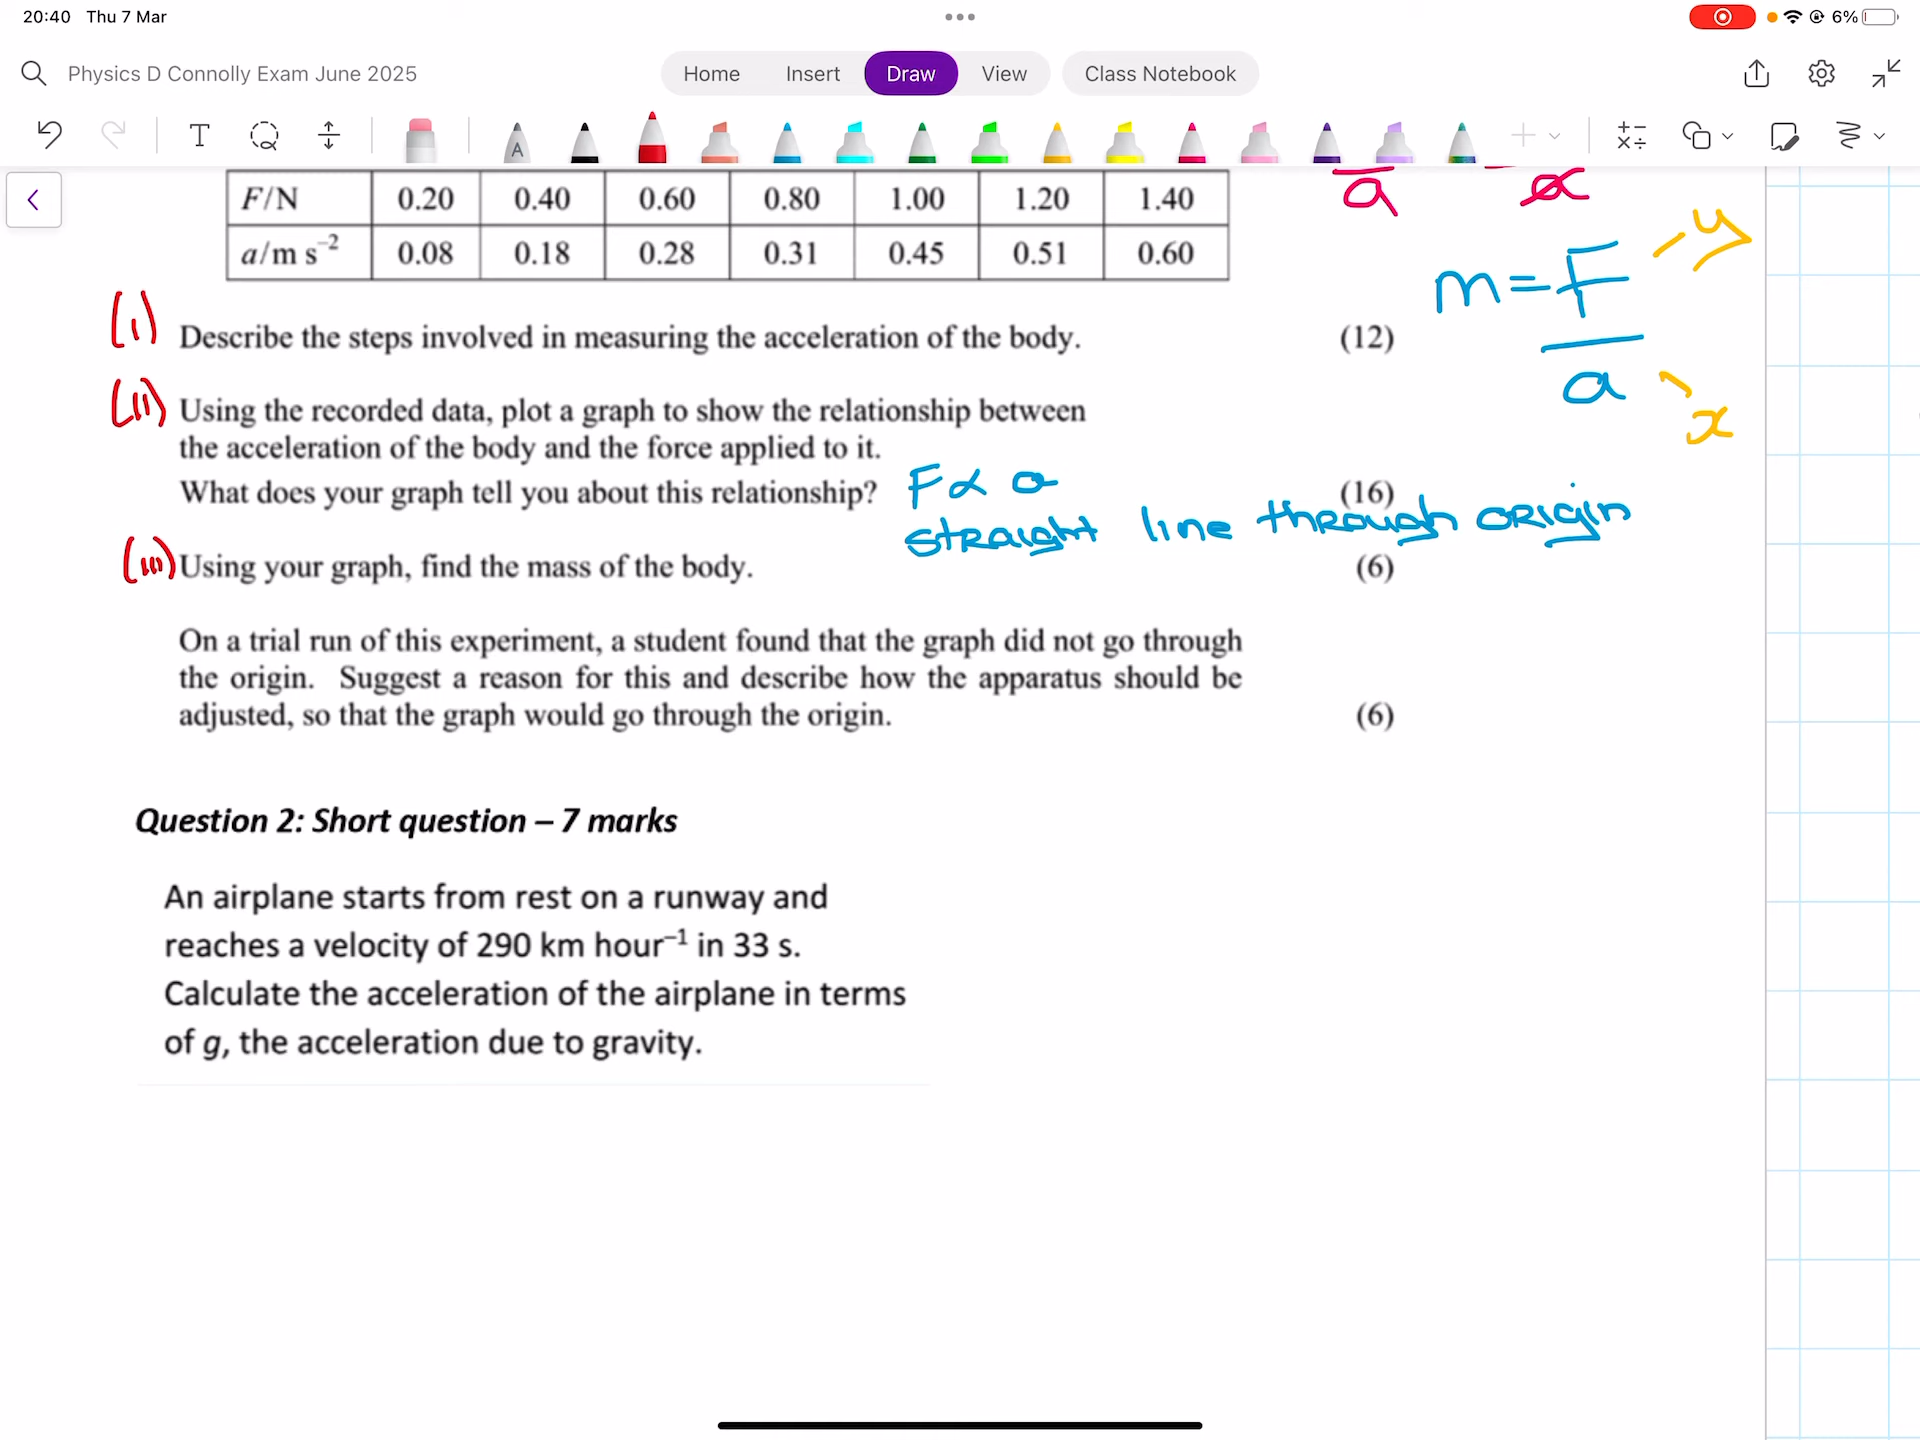 20:40 Thu 7 Mar
6%
Physics D Connolly Exam June 2025
Home Insert Draw View Class Notebook
T A
F/N 0.20 0.40 0.60 0.80 1.00 1.20 1.40
a/m s⁻² 0.08 0.18 0.28 0.31 0.45 0.51 0.60
a
m = F/a
y
x
(i) Describe the steps involved in measuring the acceleration of the body. (12)
(ii) Using the recorded data, plot a graph to show the relationship between
the acceleration of the body and the force applied to it.
What does your graph tell you about this relationship? (16)
F ∝ a
straight line through origin
(iii) Using your graph, find the mass of the body. (6)
On a trial run of this experiment, a student found that the graph did not go through
the origin. Suggest a reason for this and describe how the apparatus should be
adjusted, so that the graph would go through the origin. (6)
Question 2: Short question – 7 marks
An airplane starts from rest on a runway and
reaches a velocity of 290 km hour⁻¹ in 33 s.
Calculate the acceleration of the airplane in terms
of g, the acceleration due to gravity.